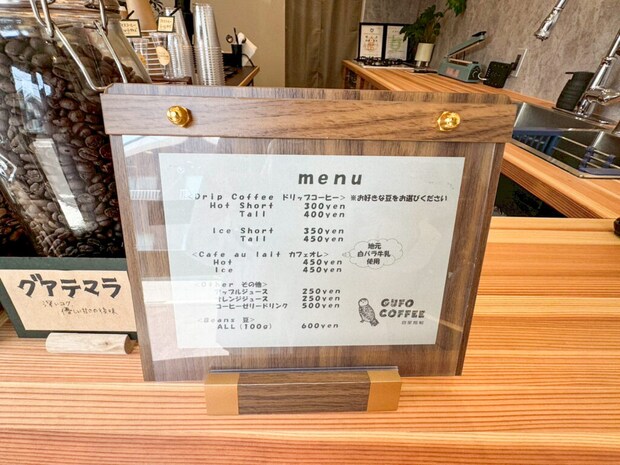 menu
<Drip Coffee ドリップコーヒー> ※お好きな豆をお選びください
Hot Short 300yen
Tall 400yen
Ice Short 350yen
Tall 450yen
<Cafe au lait カフェオレ>
Hot 450yen
Ice 450yen
地元
白バラ牛乳
使用
<Other その他>
アップルジュース 250yen
オレンジジュース 250yen
コーヒーゼリードリンク 500yen
<Beans 豆>
ALL (100g) 600yen
GUFO
COFFEE
自家焙煎
グアテマラ